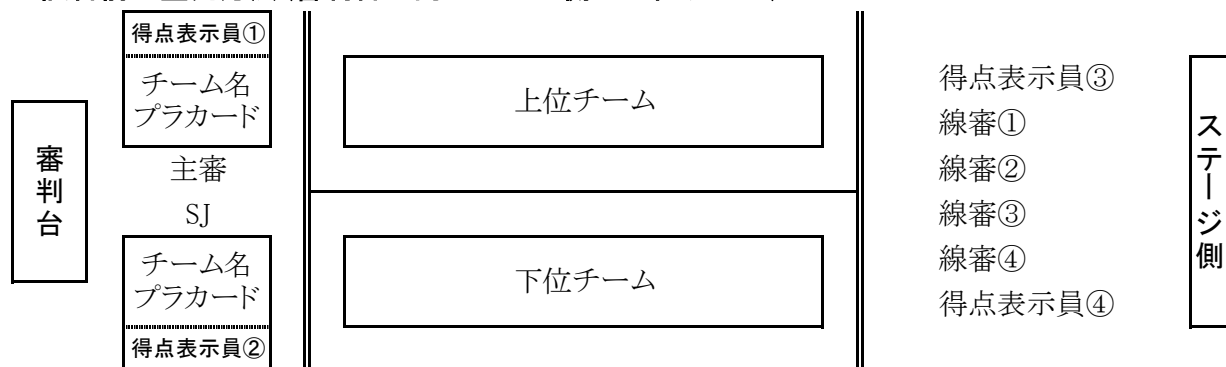 得点表示員①
チーム名
プラカード
審判台
主審
SJ
チーム名
プラカード
得点表示員②
上位チーム
下位チーム
得点表示員③
線審①
線審②
線審③
線審④
得点表示員④
ステージ側